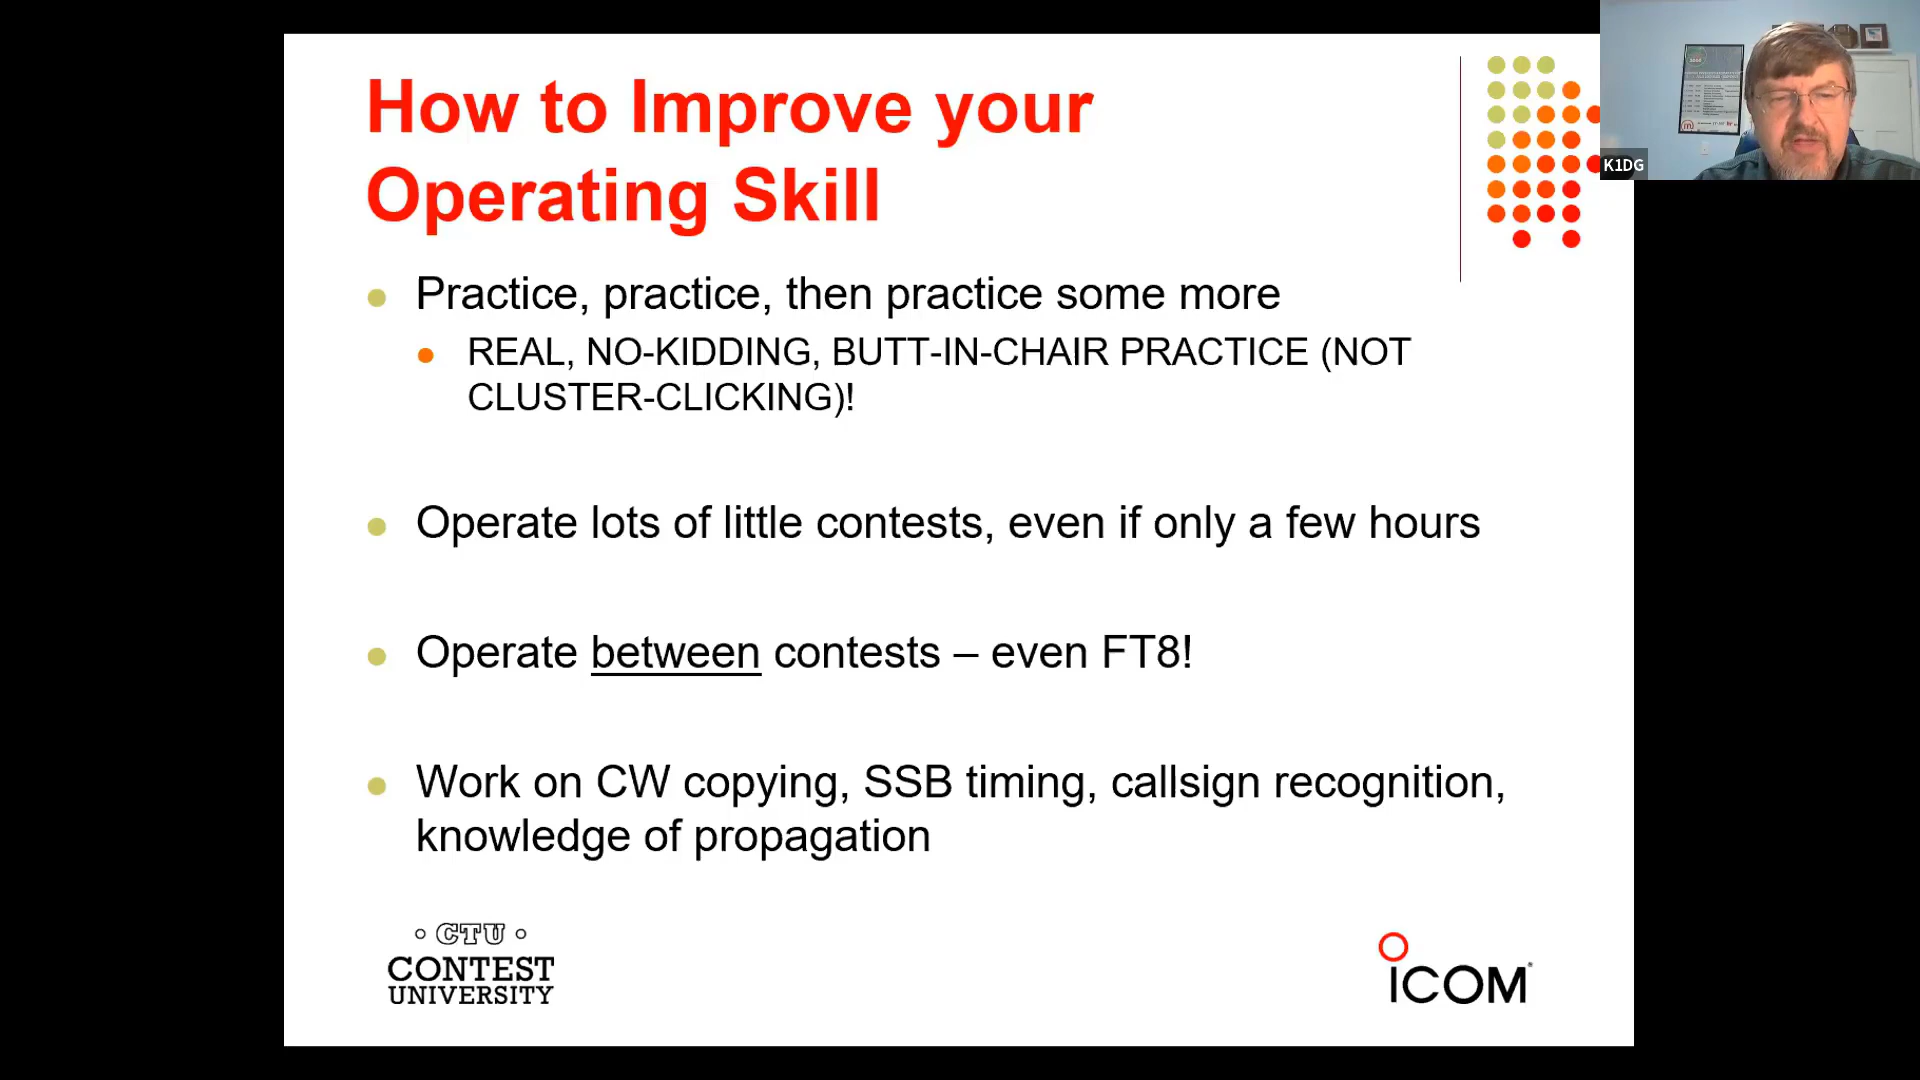 How to Improve your
Operating Skill
Practice, practice, then practice some more
REAL, NO-KIDDING, BUTT-IN-CHAIR PRACTICE (NOT
CLUSTER-CLICKING)!
Operate lots of little contests, even if only a few hours
Operate between contests – even FT8!
Work on CW copying, SSB timing, callsign recognition,
knowledge of propagation
CTU
CONTEST
UNIVERSITY
ICOM®
K1DG